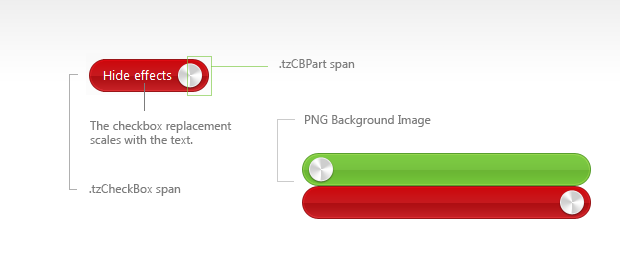 .tzCBPart span
Hide effects
The checkbox replacement
scales with the text.
PNG Background Image
.tzCheckBox span